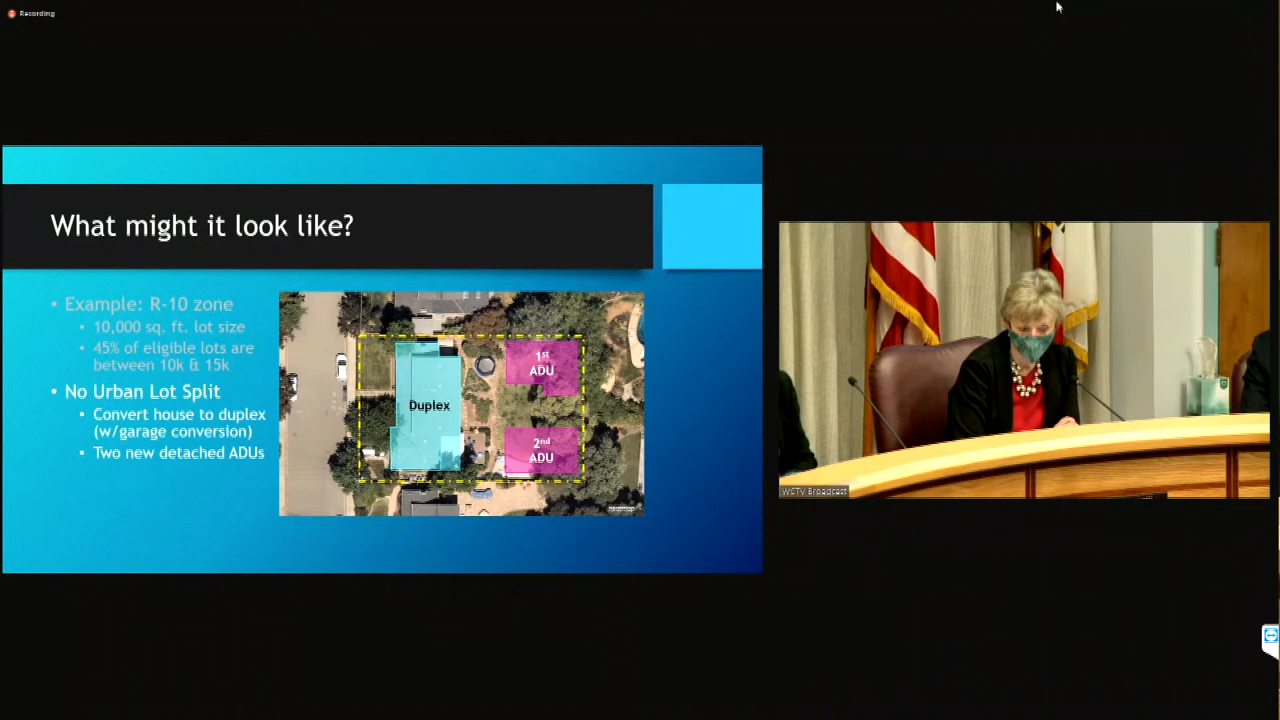 Recording
What might it look like?
• Example: R-10 zone
• 10,000 sq. ft. lot size
• 45% of eligible lots are
between 10k & 15k
• No Urban Lot Split
• Convert house to duplex
(w/garage conversion)
• Two new detached ADUs
Duplex
1st
ADU
2nd
ADU
WCTV Broadcast